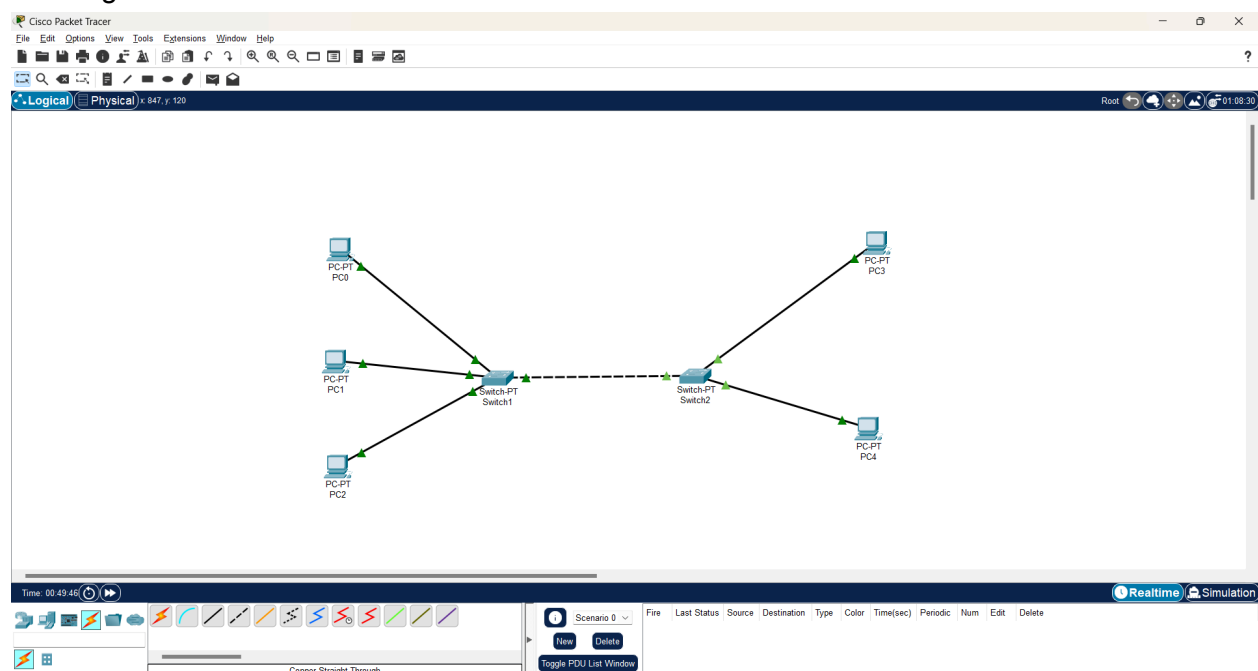 Cisco Packet Tracer
File Edit Options View Tools Extensions Window Help
?
Logical Physical x: 847, y: 120 Root 01:08:30
PC-PT
PC0
PC-PT
PC3
PC-PT
PC1
Switch-PT
Switch1
Switch-PT
Switch2
PC-PT
PC4
PC-PT
PC2
Time: 00:49:46 Realtime Simulation
Scenario 0
Fire Last Status Source Destination Type Color Time(sec) Periodic Num Edit Delete
New Delete
Toggle PDU List Window
Copper Straight-Through